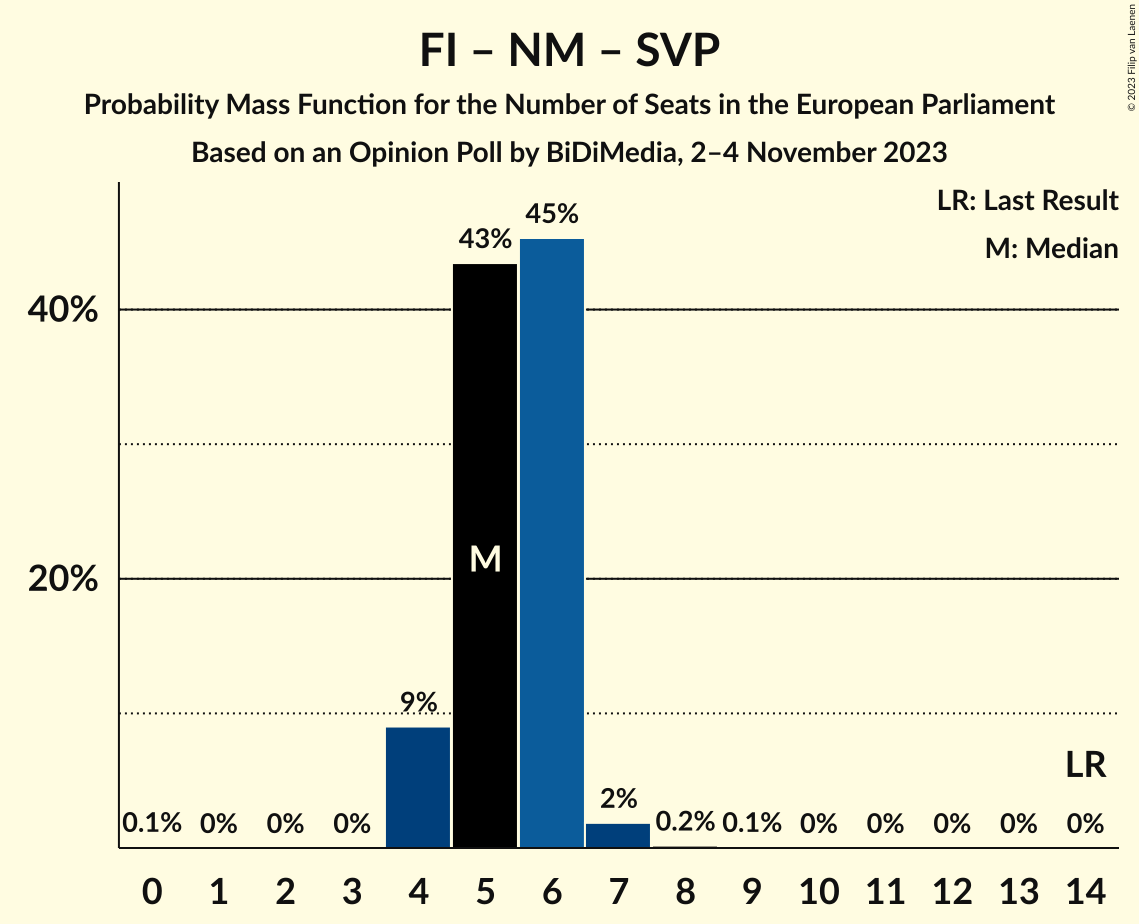 FI – NM – SVP
Probability Mass Function for the Number of Seats in the European Parliament
Based on an Opinion Poll by BiDiMedia, 2–4 November 2023
© 2023 Filip van Laenen
LR: Last Result
M: Median
45%
43%
40%
M
20%
9%
LR
2%
0.1% 0% 0% 0% 0.2% 0.1% 0% 0% 0% 0% 0%
0 1 2 3 4 5 6 7 8 9 10 11 12 13 14